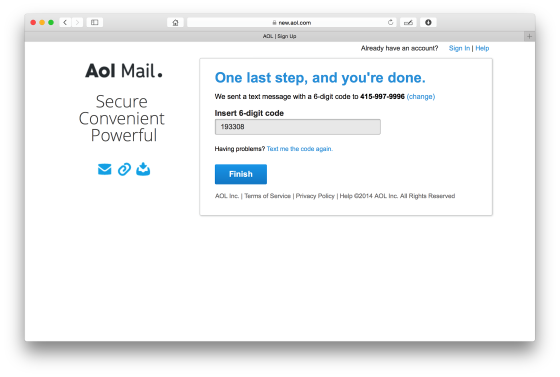 new.aol.com
AOL | Sign Up
Already have an account? Sign In | Help
Aol Mail.
Secure
Convenient
Powerful
One last step, and you're done.
We sent a text message with a 6-digit code to 415-997-9996 (change)
Insert 6-digit code
193308
Having problems? Text me the code again.
Finish
AOL Inc. | Terms of Service | Privacy Policy | Help ©2014 AOL Inc. All Rights Reserved